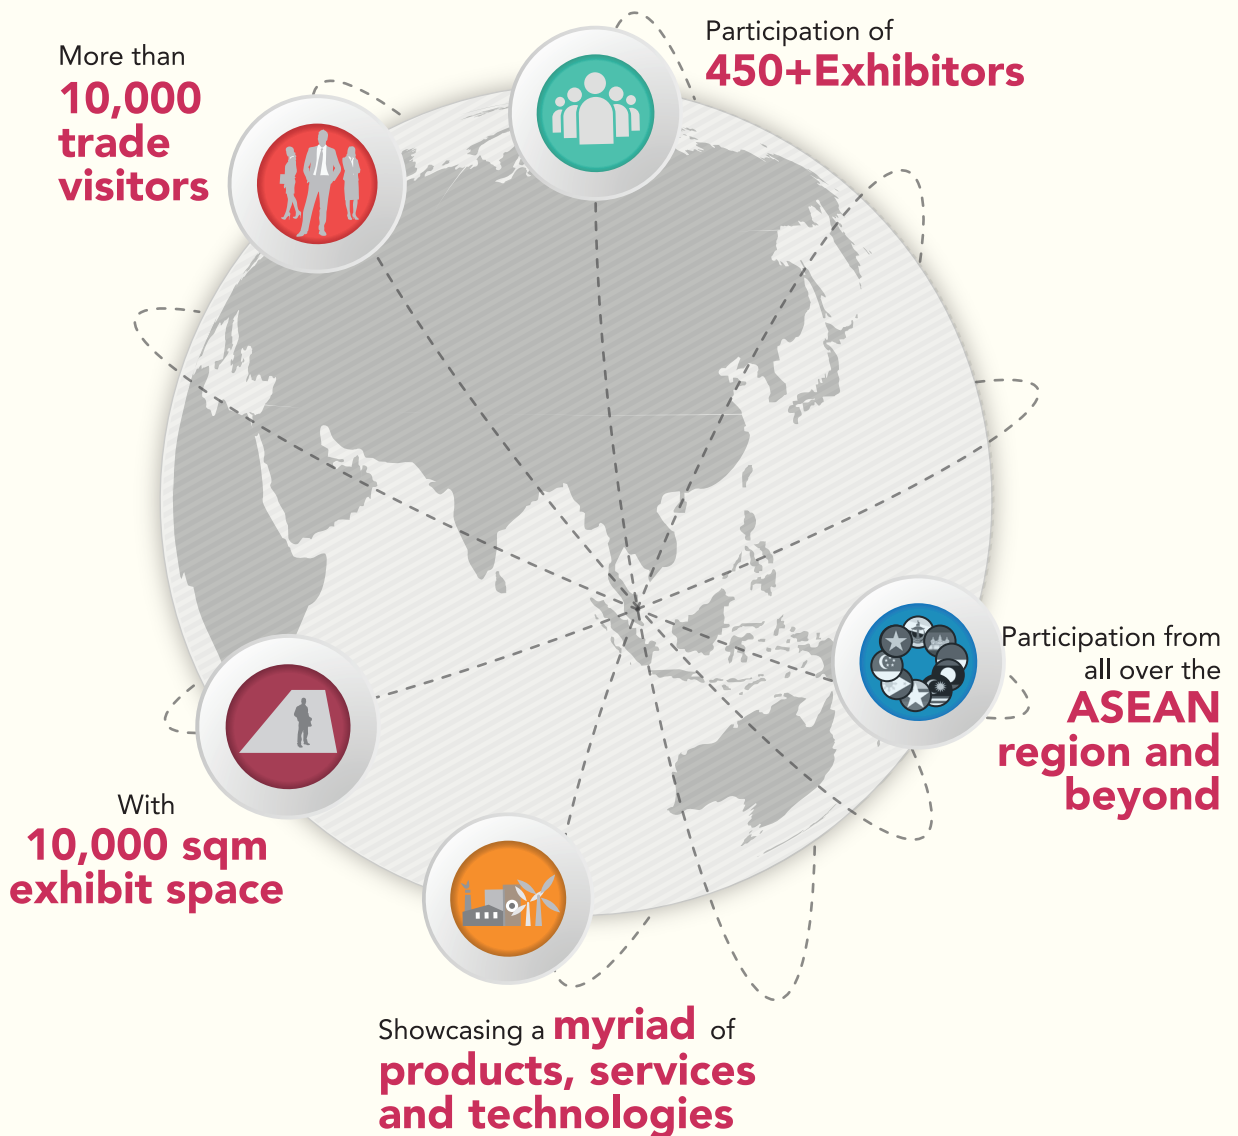 More than
10,000
trade
visitors
Participation of
450+Exhibitors
Participation from
all over the
ASEAN
region and
beyond
With
10,000 sqm
exhibit space
Showcasing a myriad of
products, services
and technologies